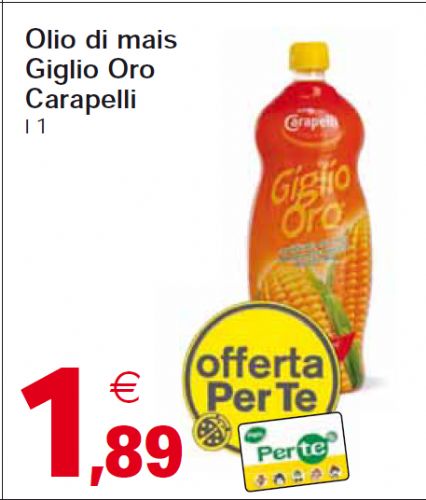 Olio di mais
Giglio Oro
Carapelli
l 1
Carapelli
Giglio
Oro
offerta
Per Te
Per te
€
1,89